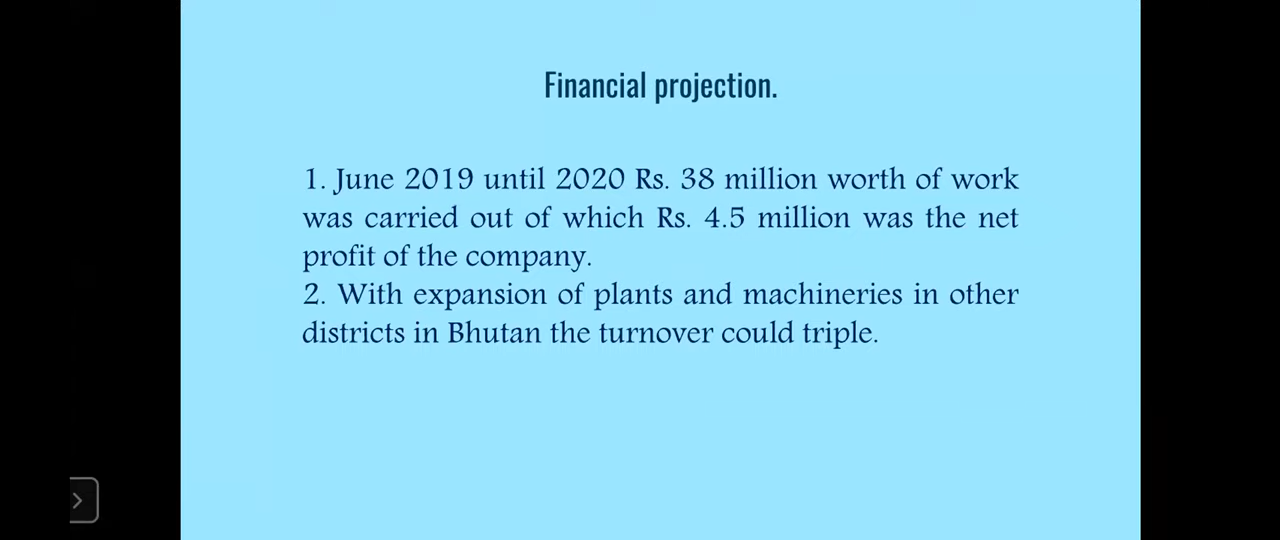 Financial projection.
1. June 2019 until 2020 Rs. 38 million worth of work
was carried out of which Rs. 4.5 million was the net
profit of the company.
2. With expansion of plants and machineries in other
districts in Bhutan the turnover could triple.